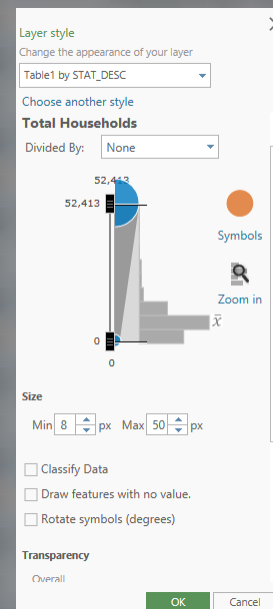 Layer style
Change the appearance of your layer
Table1 by STAT_DESC
Choose another style
Total Households
Divided By: None
52,413
52,413
Symbols
Zoom in
x̄
0
0
Size
Min 8 px Max 50 px
Classify Data
Draw features with no value.
Rotate symbols (degrees)
Transparency
Overall
OK Cancel